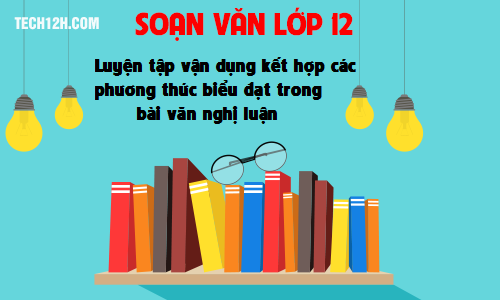 TECH12H.COM
SOẠN VĂN LỚP 12
Luyện tập vận dụng kết hợp các
phương thức biểu đạt trong
bài văn nghị luận